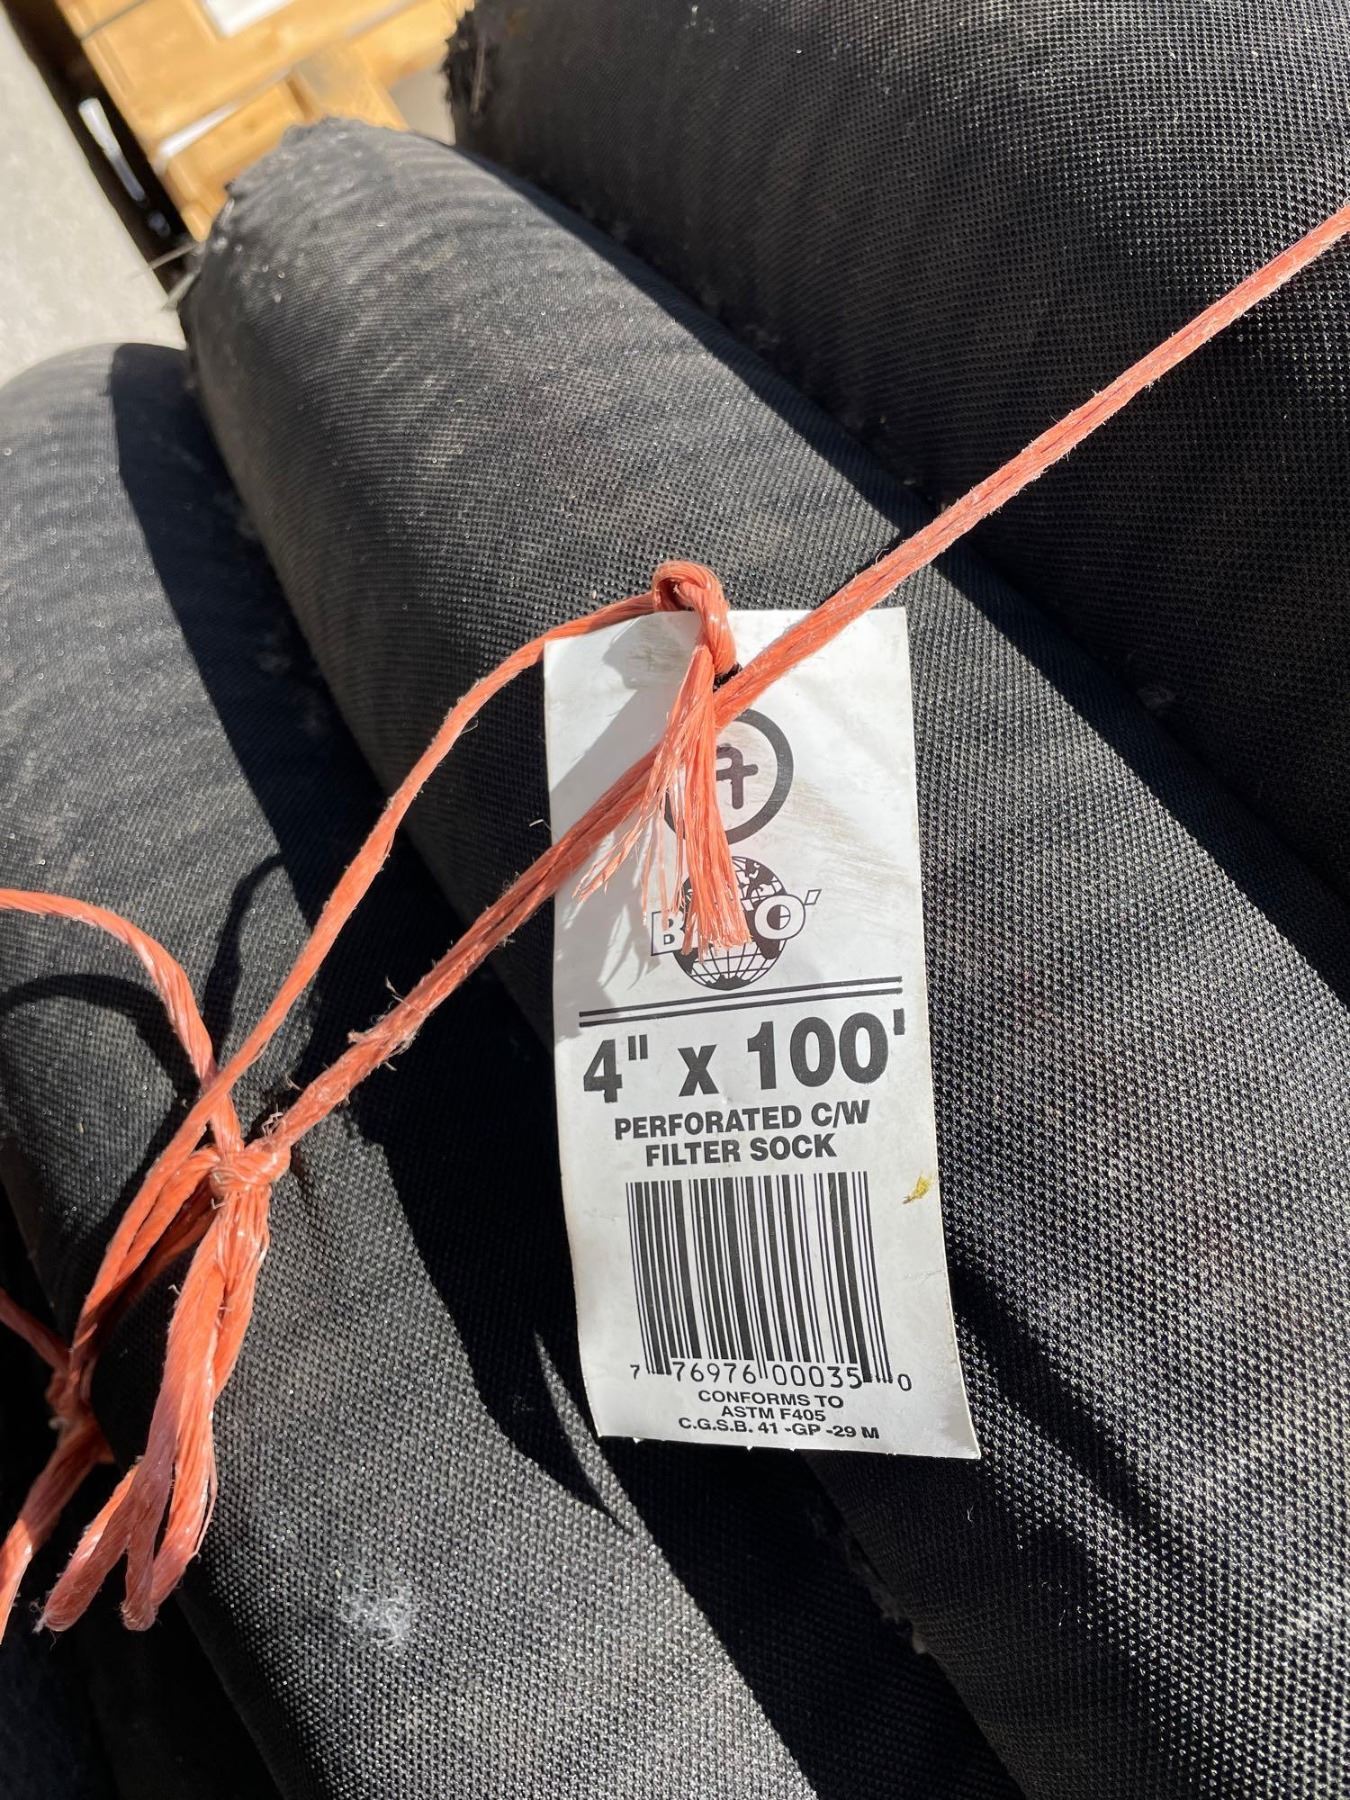 4" x 100'
PERFORATED C/W
FILTER SOCK
7 76976 00035 0
CONFORMS TO
ASTM F405
C.G.S.B. 41 -GP -29 M